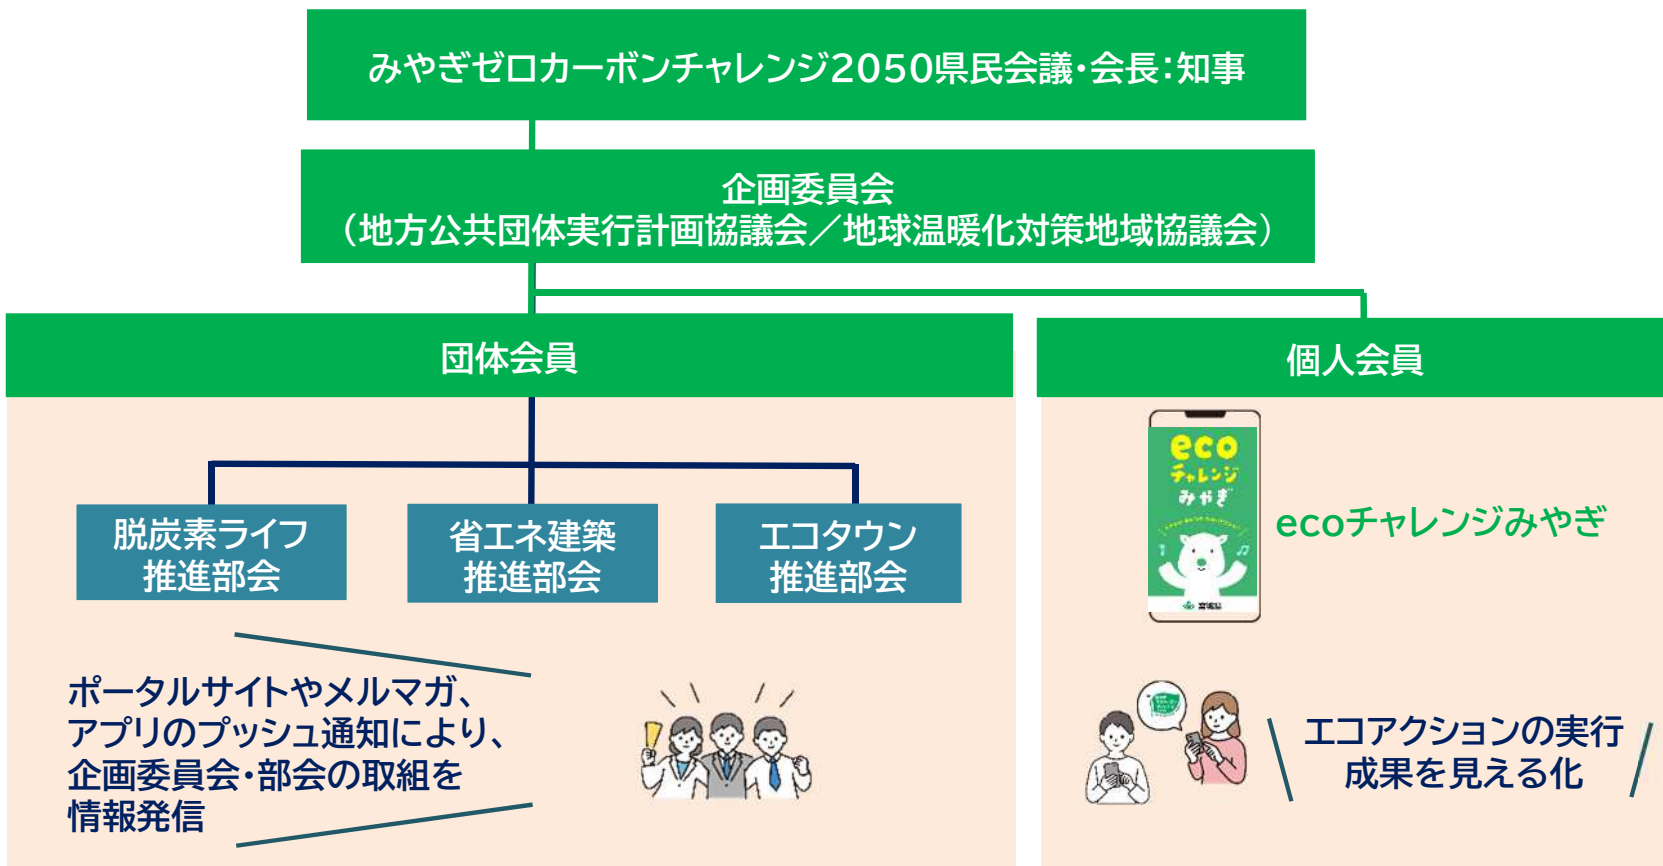 みやぎゼロカーボンチャレンジ2050県民会議・会長：知事
企画委員会
（地方公共団体実行計画協議会／地球温暖化対策地域協議会）
団体会員
個人会員
脱炭素ライフ
推進部会
省エネ建築
推進部会
エコタウン
推進部会
eco
チャレンジ
みやぎ
宮城県
ecoチャレンジみやぎ
ポータルサイトやメルマガ、
アプリのプッシュ通知により、
企画委員会・部会の取組を
情報発信
エコアクションの実行
成果を見える化